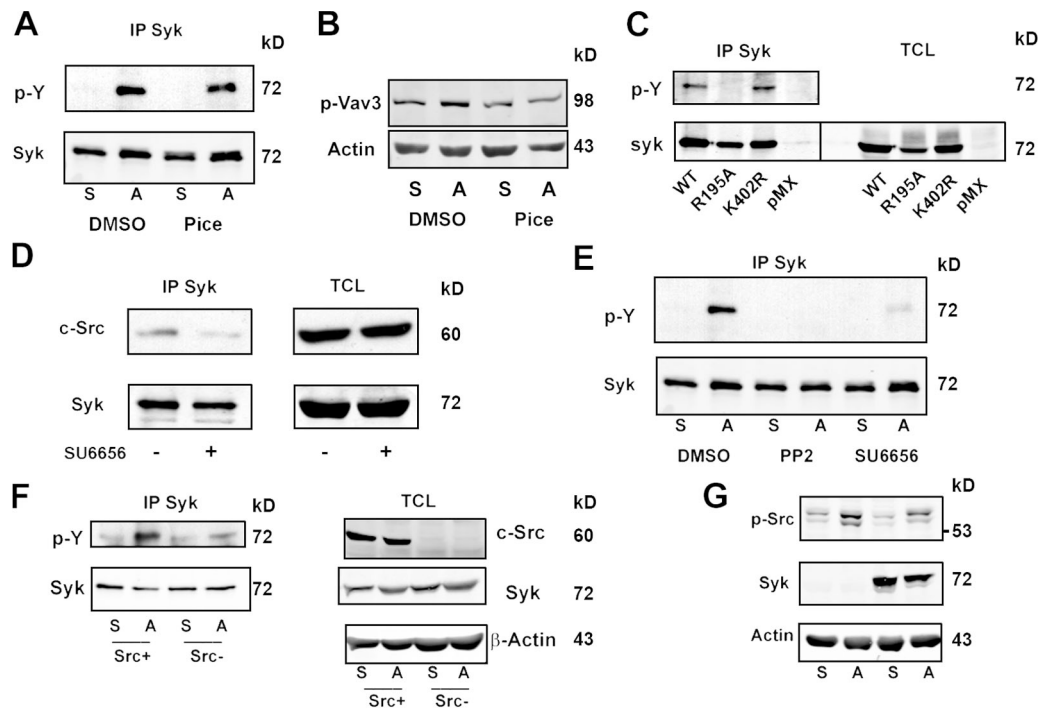 A
IP Syk
kD
p-Y
72
Syk
72
S A S A
DMSO Pice
B
kD
p-Vav3
98
Actin
43
S A S A
DMSO Pice
C
IP Syk TCL
kD
p-Y
72
syk
72
WT R195A K402R pMX WT R195A K402R pMX
D
IP Syk TCL
kD
c-Src
60
Syk
72
SU6656 - + - +
E
IP Syk
kD
p-Y
72
Syk
72
S A S A S A
DMSO PP2 SU6656
F
IP Syk
kD
p-Y
72
Syk
72
S A S A
Src+ Src-
TCL
kD
c-Src
60
Syk
72
β-Actin
43
S A S A
Src+ Src-
G
kD
p-Src
-53
Syk
72
Actin
43
S A S A